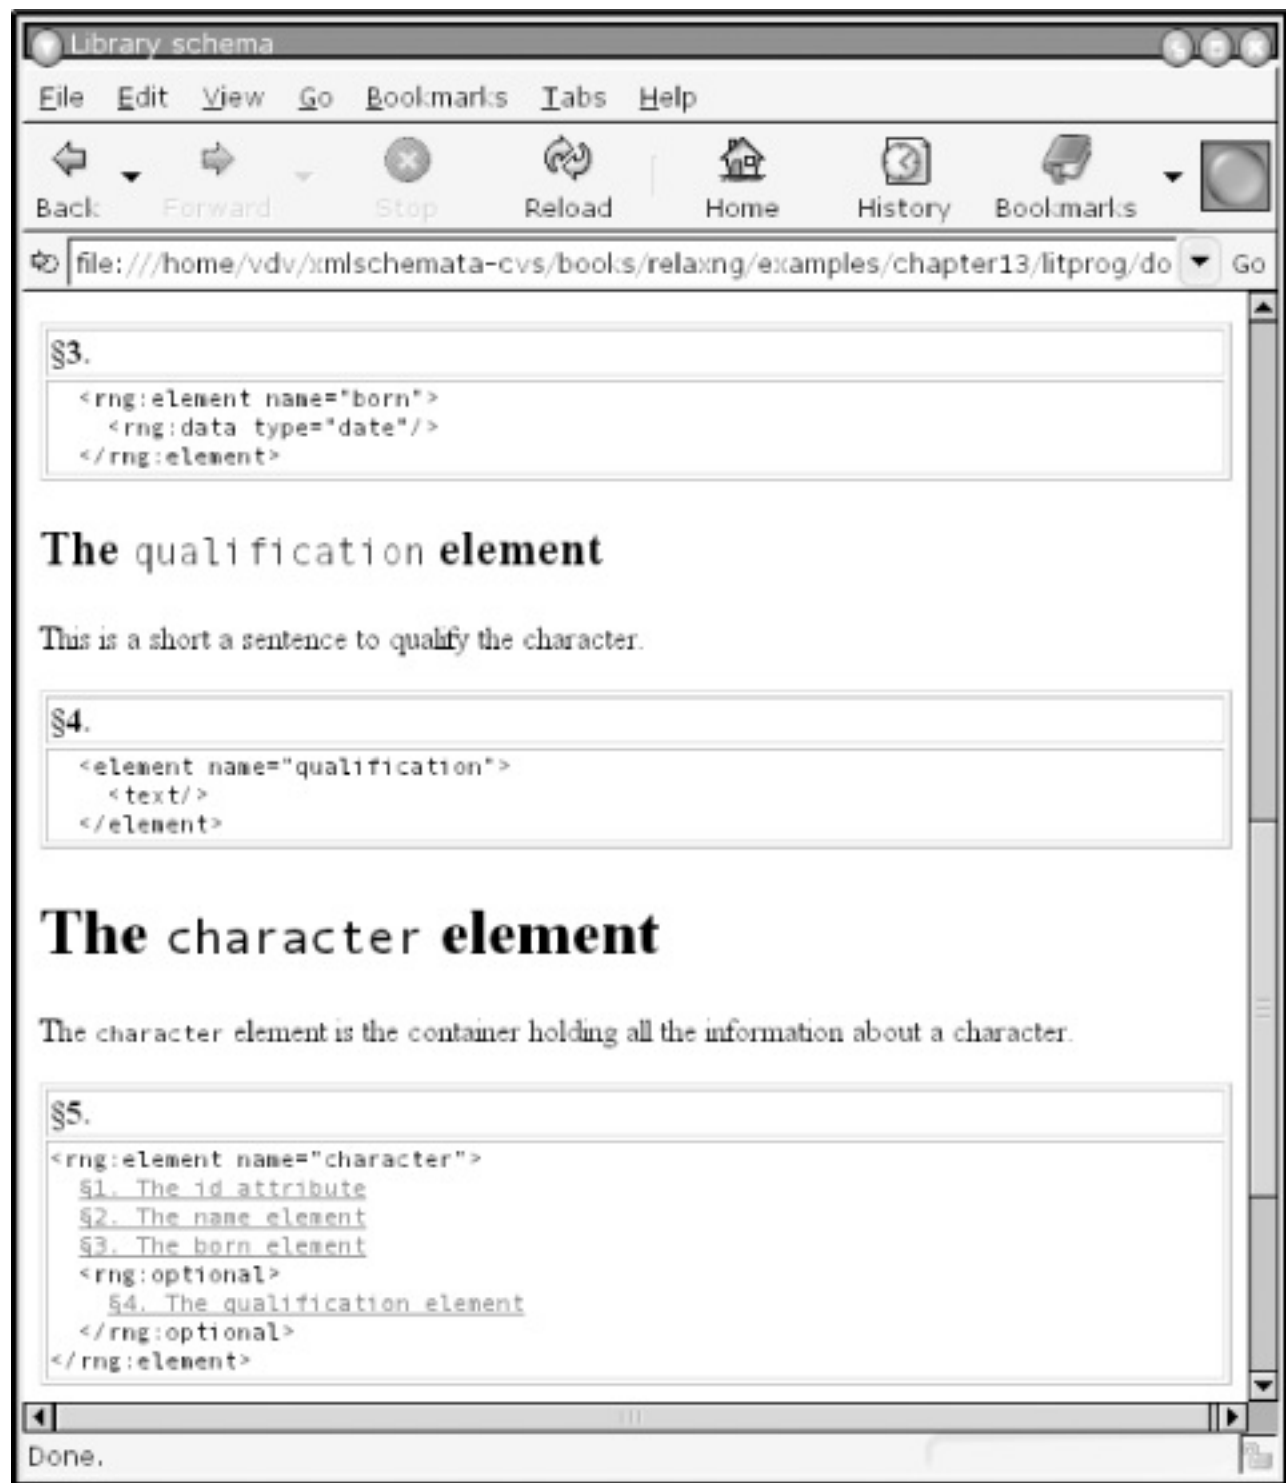 Library schema
File Edit View Go Bookmarks Tabs Help
Back Forward Stop Reload Home History Bookmarks
file:///home/vdv/xmlschemata-cvs/books/relaxng/examples/chapter13/litprog/do Go
§3.
<rng:element name="born">
<rng:data type="date"/>
</rng:element>
The qualification element
This is a short a sentence to qualify the character.
§4.
<element name="qualification">
<text/>
</element>
The character element
The character element is the container holding all the information about a character.
§5.
<rng:element name="character">
§1. The id attribute
§2. The name element
§3. The born element
<rng:optional>
§4. The qualification element
</rng:optional>
</rng:element>
Done.